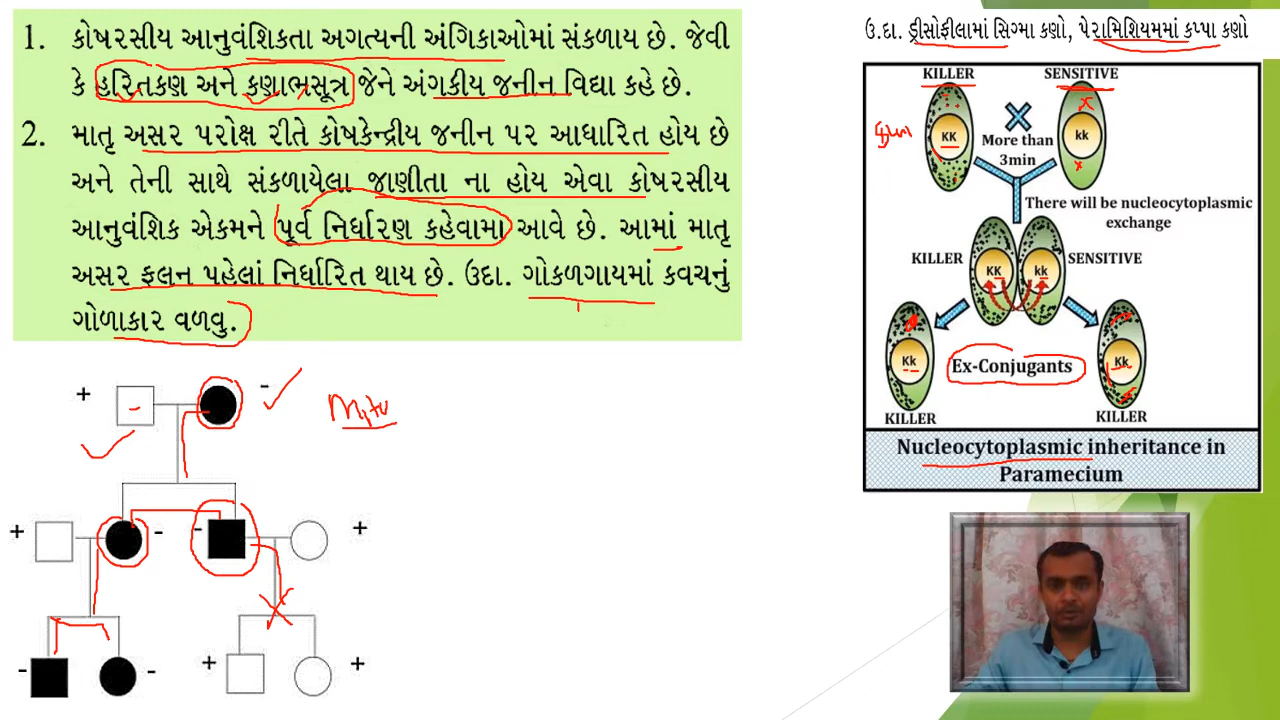 1. કોષરસીય આનુવંશિકતા અગત્યની અંગિકાઓમાં સંકળાય છે. જેવી
કે હરિતકણ અને કણાભસૂત્ર જેને અંગકીય જનીન વિદ્યા કહે છે.
2. માતૃ અસર પરોક્ષ રીતે કોષકેન્દ્રીય જનીન પર આધારિત હોય છે
અને તેની સાથે સંકળાયેલા જાણીતા ના હોય એવા કોષરસીય
આનુવંશિક એકમને પૂર્વ નિર્ધારણ કહેવામા આવે છે. આમાં માતૃ
અસર ફલન પહેલાં નિર્ધારિત થાય છે. ઉદા. ગોકળગાયમાં કવચનું
ગોળાકાર વળવુ.
+ - -
+ - - +
- - + +
ઉ.દા. ડ્રીસોફીલામાં સિગ્મા કણો, પેરામિશિયમમાં કપ્પા કણો
KILLER SENSITIVE
KK kk
More than
3min
There will be nucleocytoplasmic
exchange
KILLER KK kk SENSITIVE
Kk Ex-Conjugants Kk
KILLER KILLER
Nucleocytoplasmic inheritance in
Paramecium